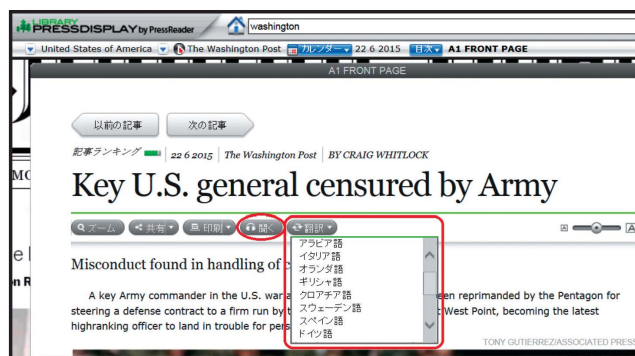 LIBRARY
PRESSDISPLAY by PressReader
washington
United States of America The Washington Post カレンダー 22 6 2015 目次 A1 FRONT PAGE
A1 FRONT PAGE
以前の記事 次の記事
記事ランキング 22 6 2015 The Washington Post BY CRAIG WHITLOCK
Key U.S. general censured by Army
ズーム 共有 印刷 聞く 翻訳 A A
アラビア語
イタリア語
オランダ語
ギリシャ語
クロアチア語
スウェーデン語
スペイン語
ドイツ語
Misconduct found in handling of c
A key Army commander in the U.S. war a een reprimanded by the Pentagon for
steering a defense contract to a firm run by t West Point, becoming the latest
highranking officer to land in trouble for pers
TONY GUTIERREZ/ASSOCIATED PRES